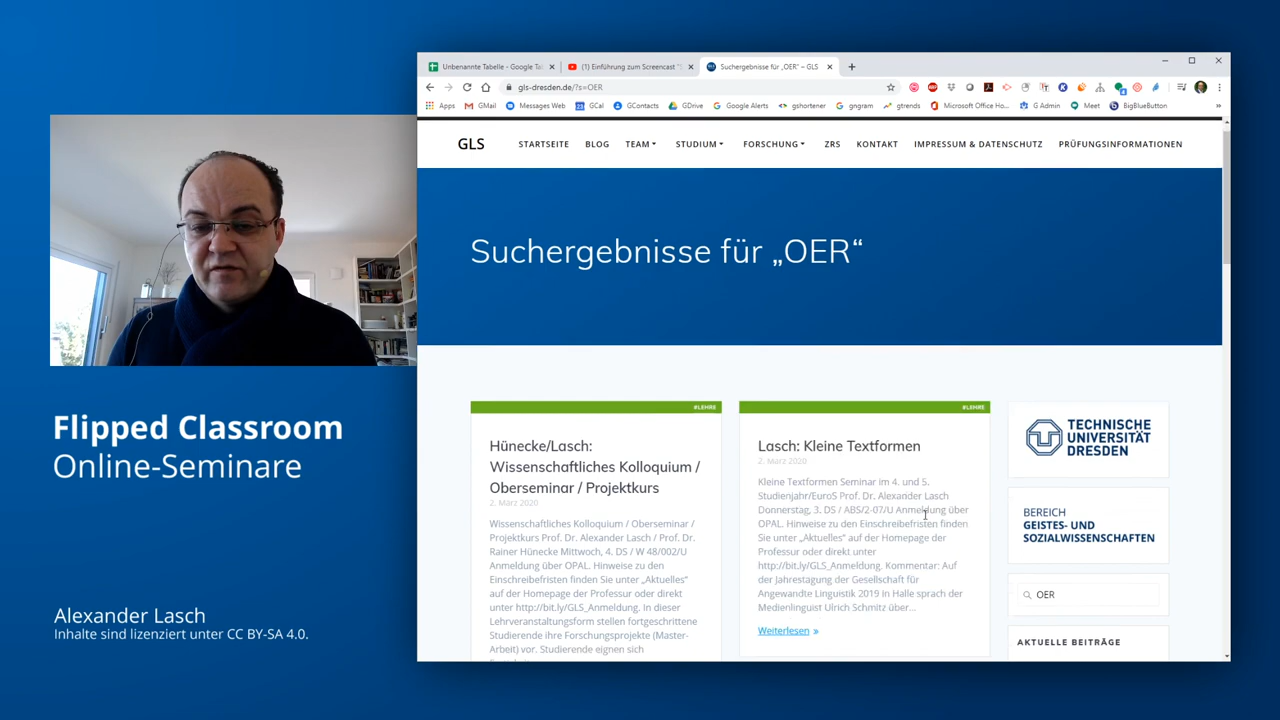 Unbenannte Tabelle - Google Ta
(1) Einführung zum Screencast "
Suchergebnisse für „OER“ – GLS
gls-dresden.de/?s=OER
Apps
GMail
Messages Web
GCal
GContacts
GDrive
Google Alerts
gshortener
gngram
gtrends
Microsoft Office Ho...
G Admin
Meet
BigBlueButton
GLS
STARTSEITE
BLOG
TEAM
STUDIUM
FORSCHUNG
ZRS
KONTAKT
IMPRESSUM & DATENSCHUTZ
PRÜFUNGSINFORMATIONEN
Suchergebnisse für „OER“
#LEHRE
Hünecke/Lasch:
Wissenschaftliches Kolloquium /
Oberseminar / Projektkurs
2. März 2020
Wissenschaftliches Kolloquium / Oberseminar /
Projektkurs Prof. Dr. Alexander Lasch / Prof. Dr.
Rainer Hünecke Mittwoch, 4. DS / W 48/002/U
Anmeldung über OPAL. Hinweise zu den
Einschreibefristen finden Sie unter „Aktuelles“
auf der Homepage der Professur oder direkt
unter http://bit.ly/GLS_Anmeldung. In dieser
Lehrveranstaltungsform stellen fortgeschrittene
Studierende ihre Forschungsprojekte (Master-
Arbeit) vor. Studierende eignen sich
#LEHRE
Lasch: Kleine Textformen
2. März 2020
Kleine Textformen Seminar im 4. und 5.
Studienjahr/EuroS Prof. Dr. Alexander Lasch
Donnerstag, 3. DS / ABS/2-07/U Anmeldung über
OPAL. Hinweise zu den Einschreibefristen finden
Sie unter „Aktuelles“ auf der Homepage der
Professur oder direkt unter
http://bit.ly/GLS_Anmeldung. Kommentar: Auf
der Jahrestagung der Gesellschaft für
Angewandte Linguistik 2019 in Halle sprach der
Medienlinguist Ulrich Schmitz über...
Weiterlesen »
TECHNISCHE
UNIVERSITÄT
DRESDEN
BEREICH
GEISTES- UND
SOZIALWISSENSCHAFTEN
OER
AKTUELLE BEITRÄGE
Flipped Classroom
Online-Seminare
Alexander Lasch
Inhalte sind lizenziert unter CC BY-SA 4.0.